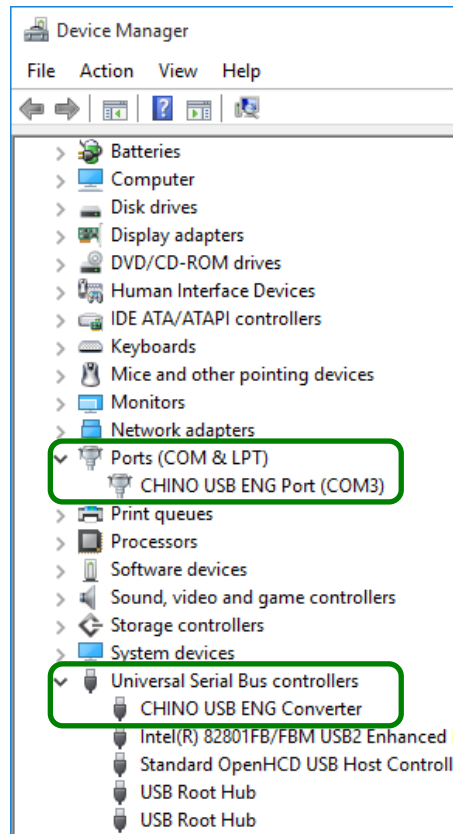 Device Manager
File Action View Help
Batteries
Computer
Disk drives
Display adapters
DVD/CD-ROM drives
Human Interface Devices
IDE ATA/ATAPI controllers
Keyboards
Mice and other pointing devices
Monitors
Network adapters
Ports (COM & LPT)
CHINO USB ENG Port (COM3)
Print queues
Processors
Software devices
Sound, video and game controllers
Storage controllers
System devices
Universal Serial Bus controllers
CHINO USB ENG Converter
Intel(R) 82801FB/FBM USB2 Enhanced
Standard OpenHCD USB Host Controll
USB Root Hub
USB Root Hub